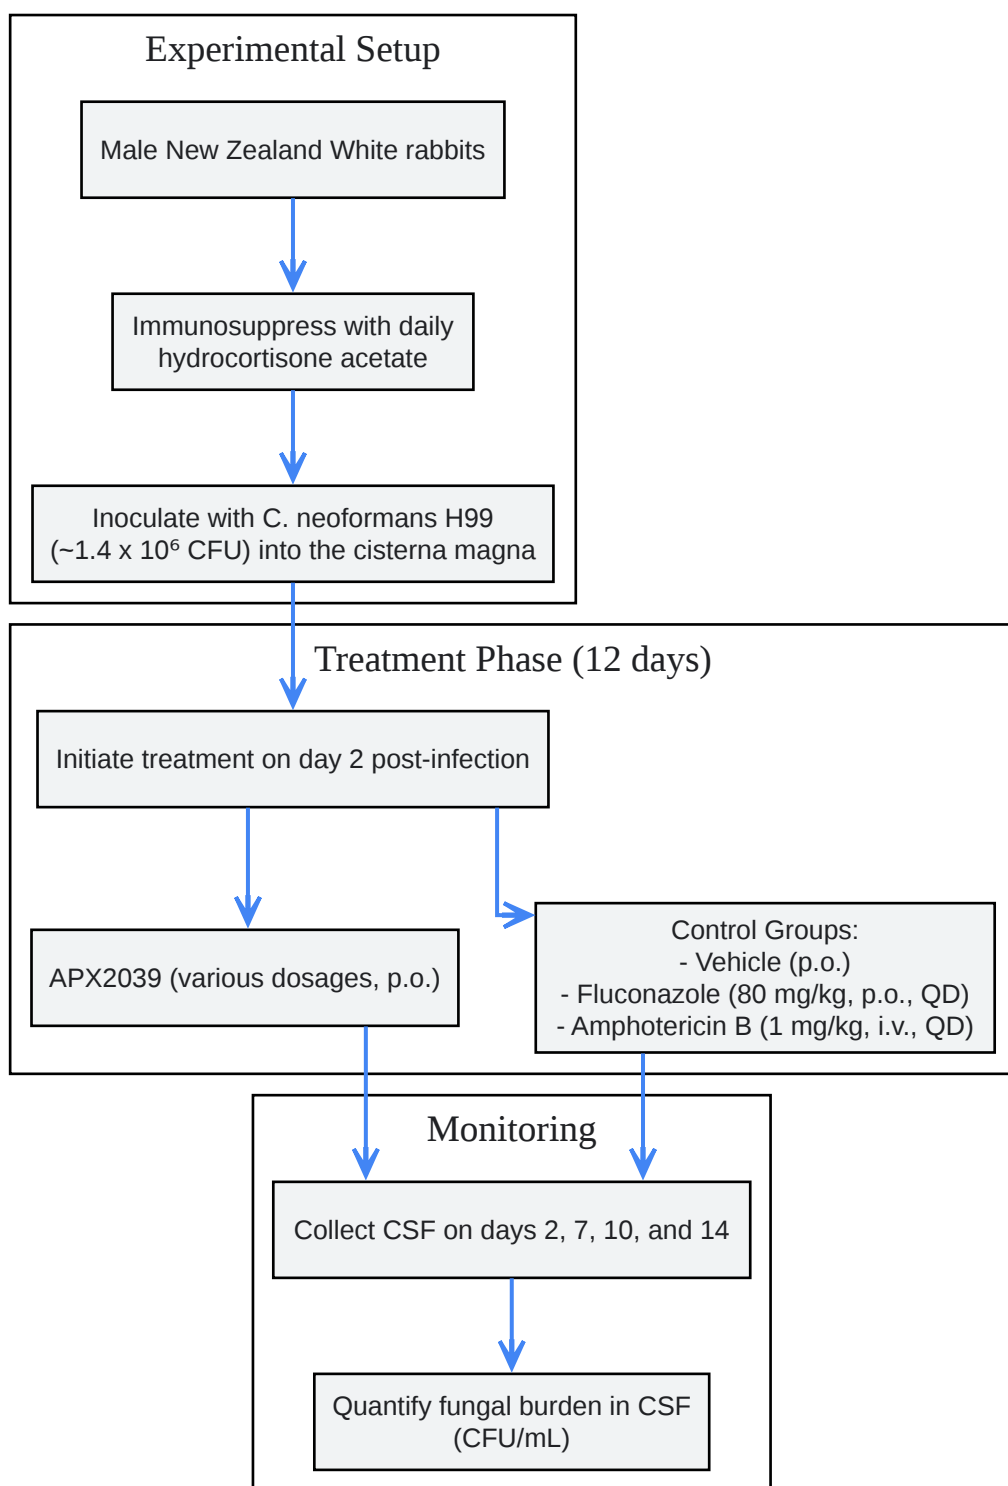 Experimental Setup
Male New Zealand White rabbits
Immunosuppress with daily
hydrocortisone acetate
Inoculate with C. neoformans H99
(~1.4 x 10⁶ CFU) into the cisterna magna
Treatment Phase (12 days)
Initiate treatment on day 2 post-infection
APX2039 (various dosages, p.o.)
Control Groups:
- Vehicle (p.o.)
- Fluconazole (80 mg/kg, p.o., QD)
- Amphotericin B (1 mg/kg, i.v., QD)
Monitoring
Collect CSF on days 2, 7, 10, and 14
Quantify fungal burden in CSF
(CFU/mL)